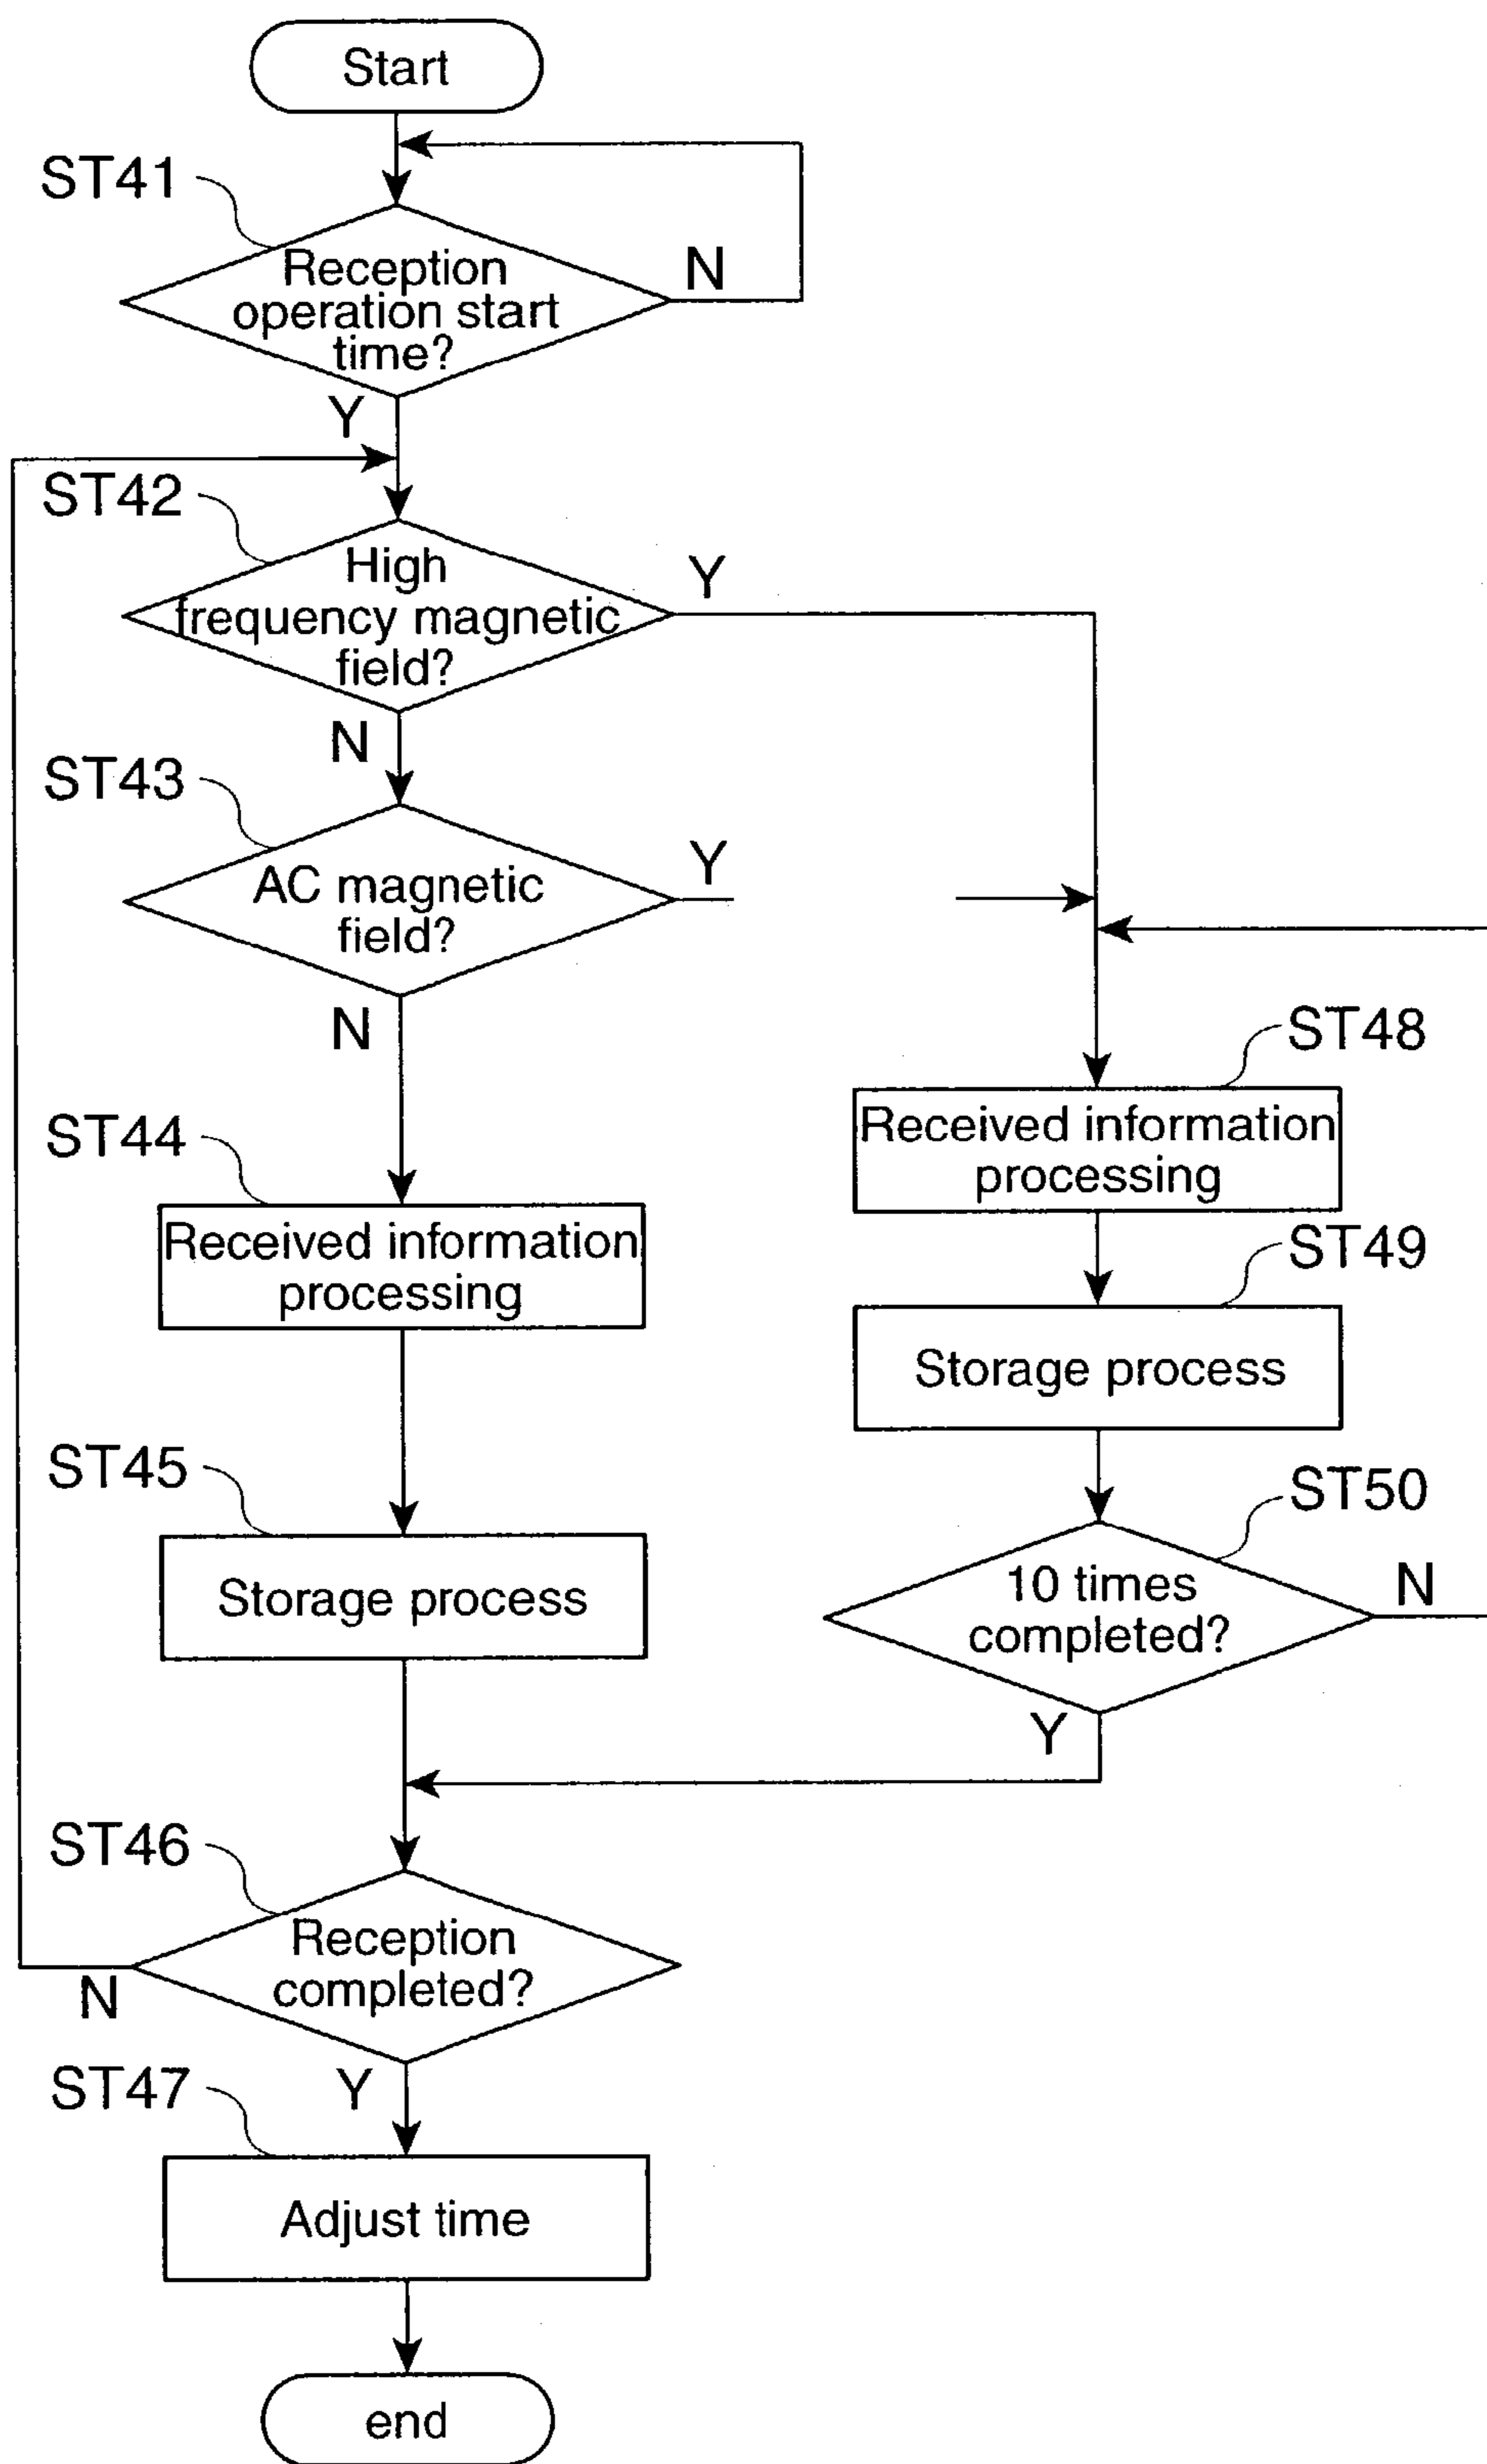 Start
ST41
Reception
operation start
time?
N
Y
ST42
High
frequency magnetic
field?
Y
N
ST43
AC magnetic
field?
Y
N
ST44
Received information
processing
ST45
Storage process
ST48
Received information
processing
ST49
Storage process
ST50
10 times
completed?
N
Y
ST46
Reception
completed?
N
Y
ST47
Adjust time
end